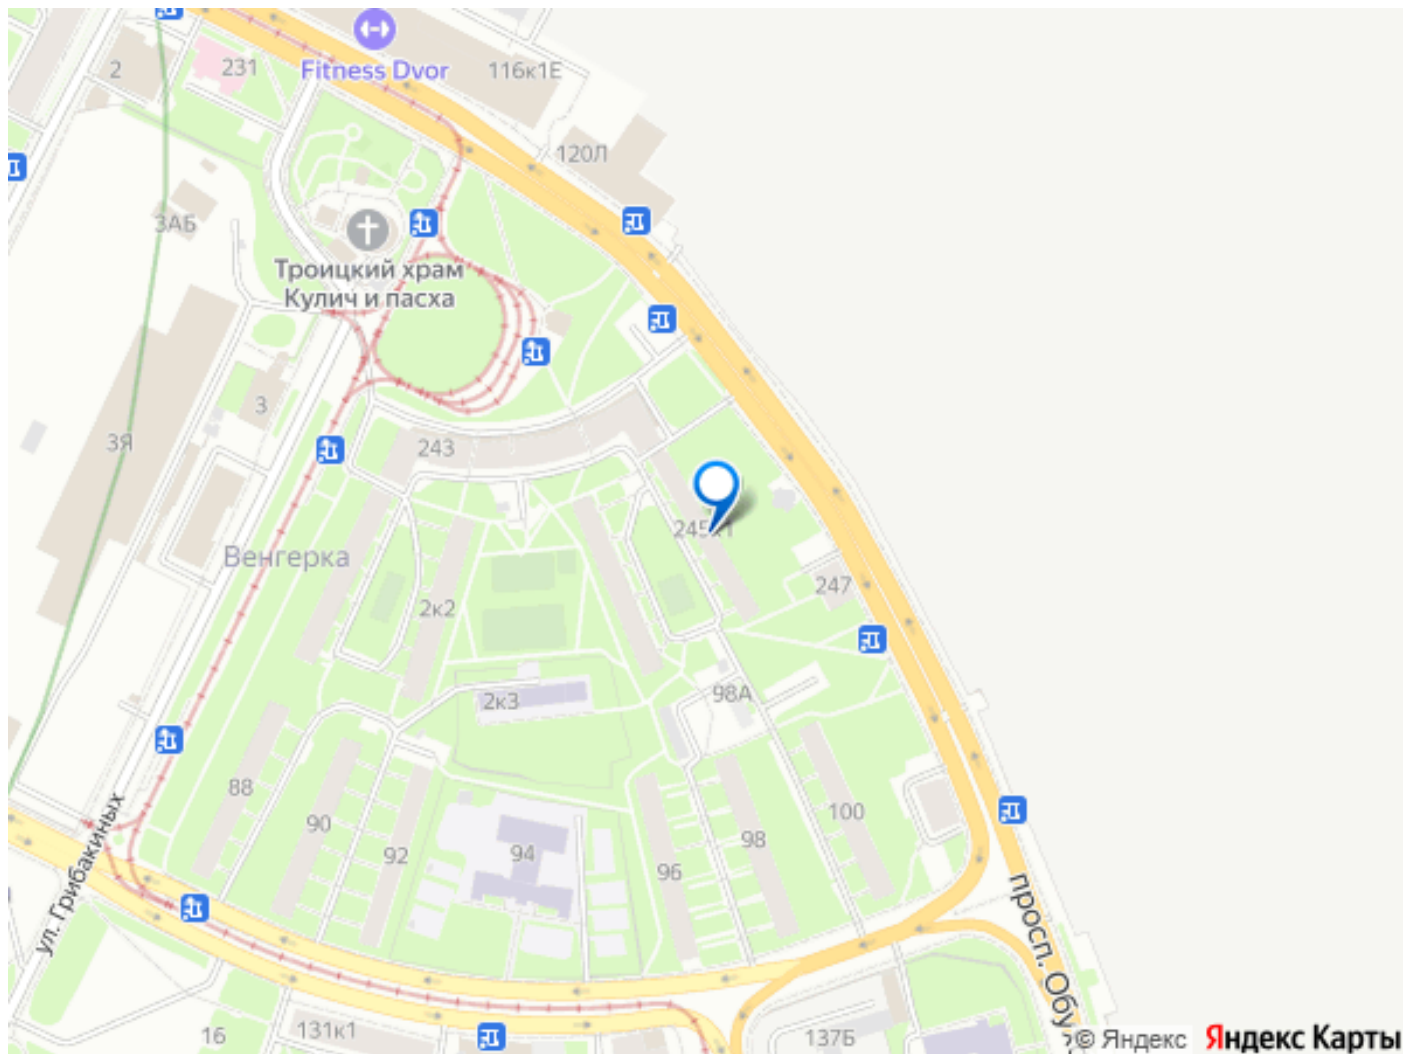 2
231
Fitness Dvor
116к1Е
120Л
3АБ
Троицкий храм
Кулич и пасха
3
3Я
243
Венгерка
247
2к2
2к3
98А
88
90
92
94
96
98
100
ул. Грибакиных
просп. Обу
16
131к1
137Б
© Яндекс
Яндекс Карты